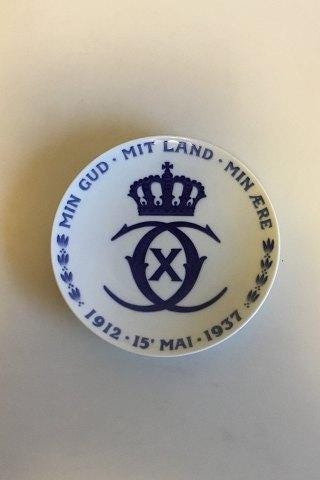 MIN GUD · MIT LAND · MIN ÆRE
X
1912 · 15' MAI · 1937